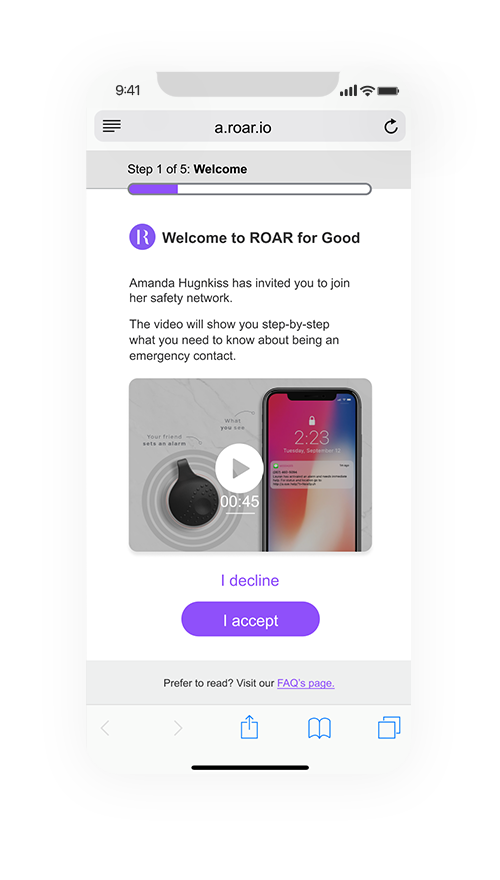 9:41
a.roar.io
Step 1 of 5: Welcome
R Welcome to ROAR for Good
Amanda Hugnkiss has invited you to join
her safety network.
The video will show you step-by-step
what you need to know about being an
emergency contact.
What
you see
Your friend
sets an alarm
00:45
2:23
Tuesday, September 12
I decline
I accept
Prefer to read? Visit our FAQ's page.